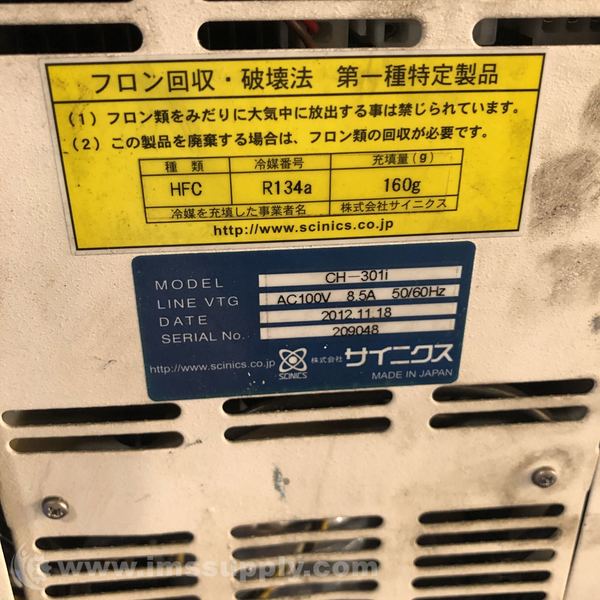 フロン回収・破壊法 第一種特定製品
(1) フロン類をみだりに大気中に放出する事は禁じられています。
(2) この製品を廃棄する場合は、フロン類の回収が必要です。
種 類 冷媒番号 充填量(g)
HFC R134a 160g
冷媒を充填した事業者名 株式会社サイニクス
http://www.scinics.co.jp
MODEL CH-301i
LINE VTG AC100V 8.5A 50/60Hz
DATE 2012.11.18
SERIAL No. 209048
http://www.scinics.co.jp SCINICS 株式会社 サイニクス
MADE IN JAPAN
www.imssupply.com